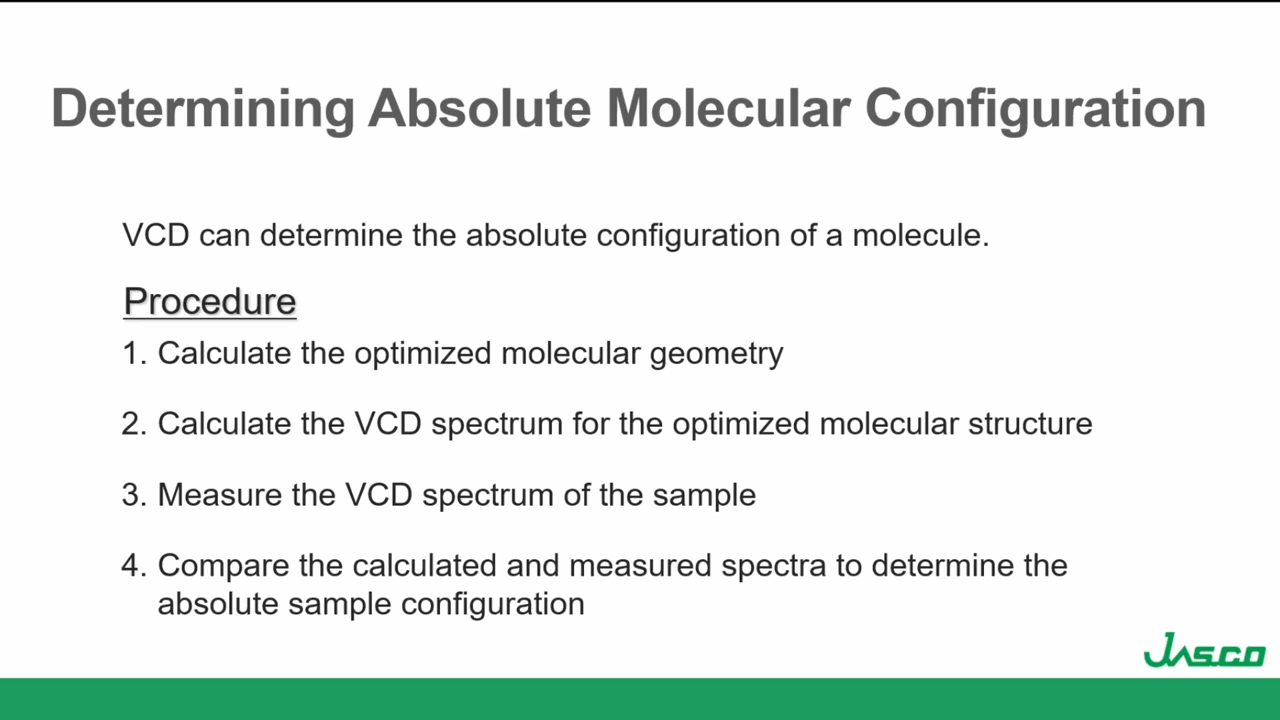 Determining Absolute Molecular Configuration
VCD can determine the absolute configuration of a molecule.
Procedure
1. Calculate the optimized molecular geometry
2. Calculate the VCD spectrum for the optimized molecular structure
3. Measure the VCD spectrum of the sample
4. Compare the calculated and measured spectra to determine the
absolute sample configuration
JASCO